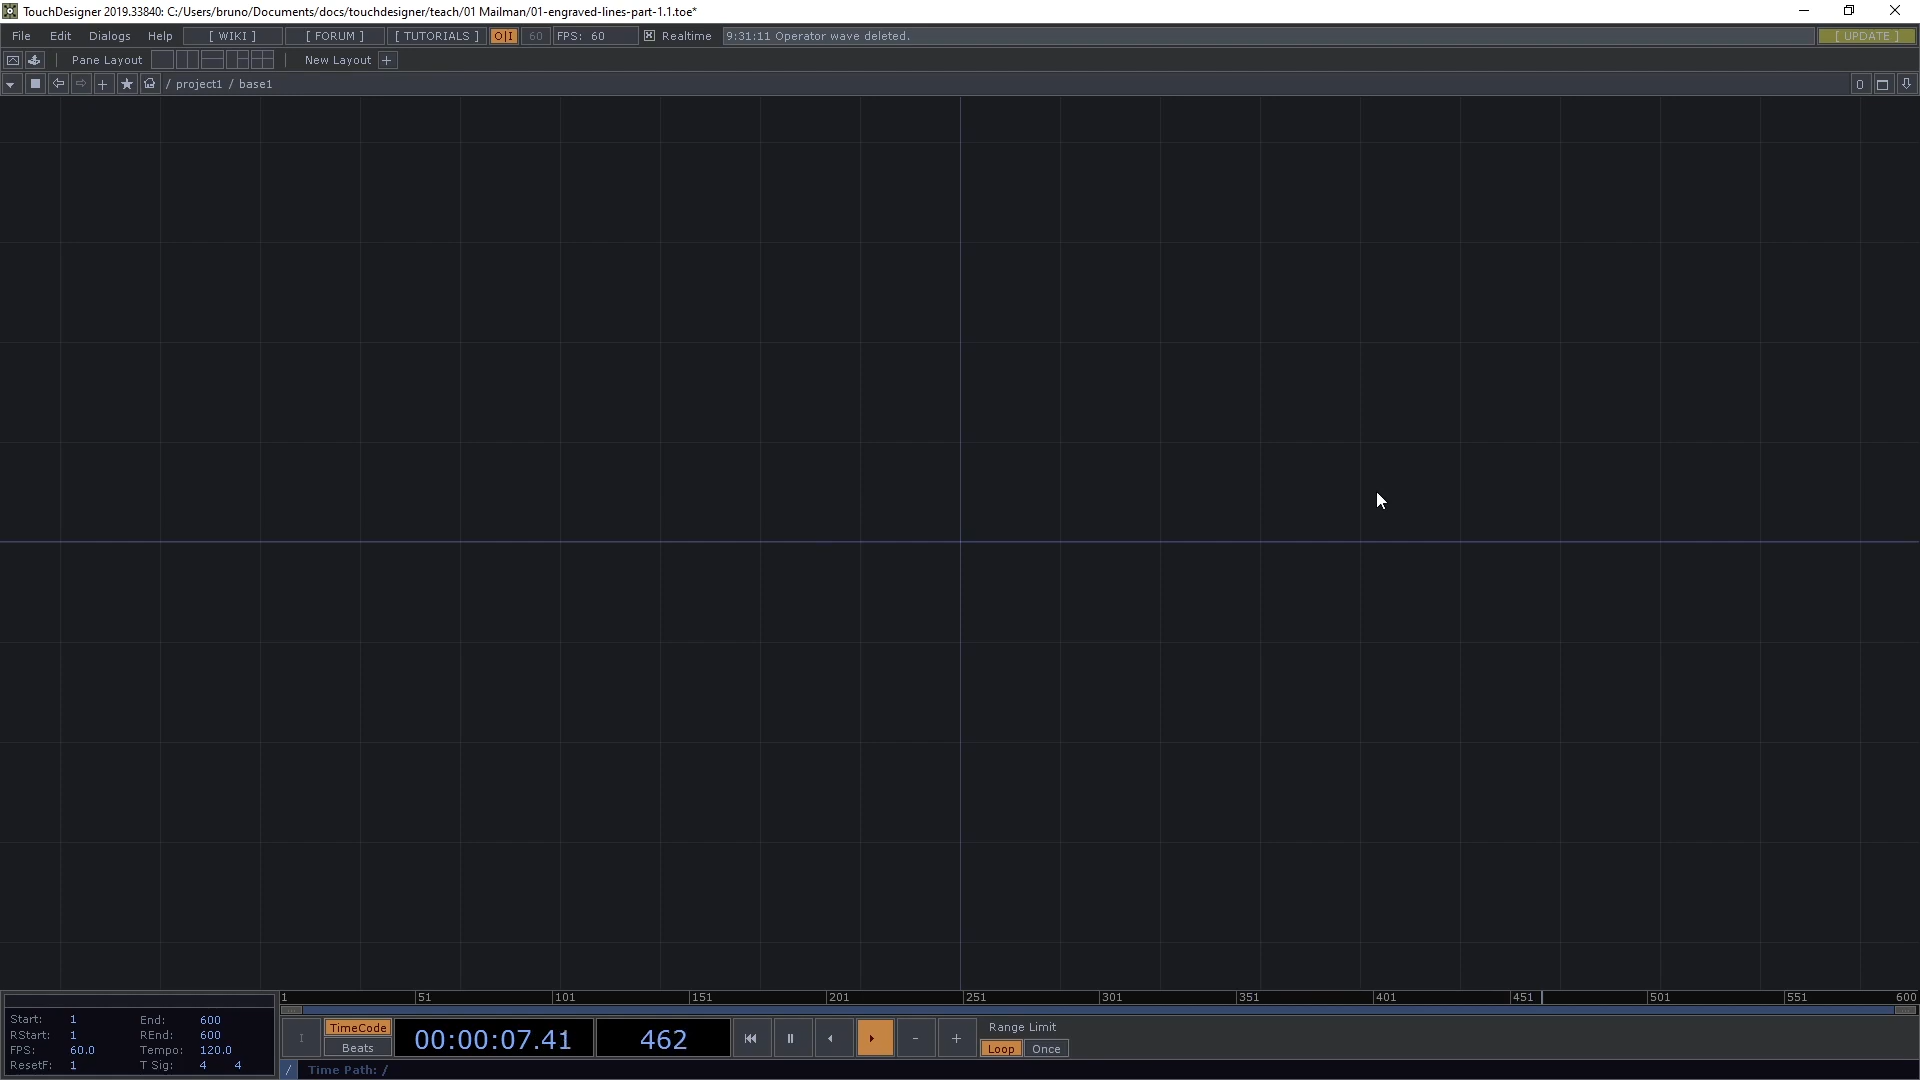 TouchDesigner 2019.33840: C:/Users/bruno/Documents/docs/touchdesigner/teach/01 Mailman/01-engraved-lines-part-1.1.toe*
File Edit Dialogs Help [ WIKI ] [ FORUM ] [ TUTORIALS ] O|I 60 FPS: 60 Realtime 9:31:11 Operator wave deleted. [ UPDATE ]
Pane Layout New Layout +
/ project1 / base1 0
1 51 101 151 201 251 301 351 401 451 501 551 600
Start: 1 End: 600
RStart: 1 REnd: 600
FPS: 60.0 Tempo: 120.0
ResetF: 1 T Sig: 4 4
I TimeCode Beats 00:00:07.41 462 - + Range Limit
Loop Once
/ Time Path: /